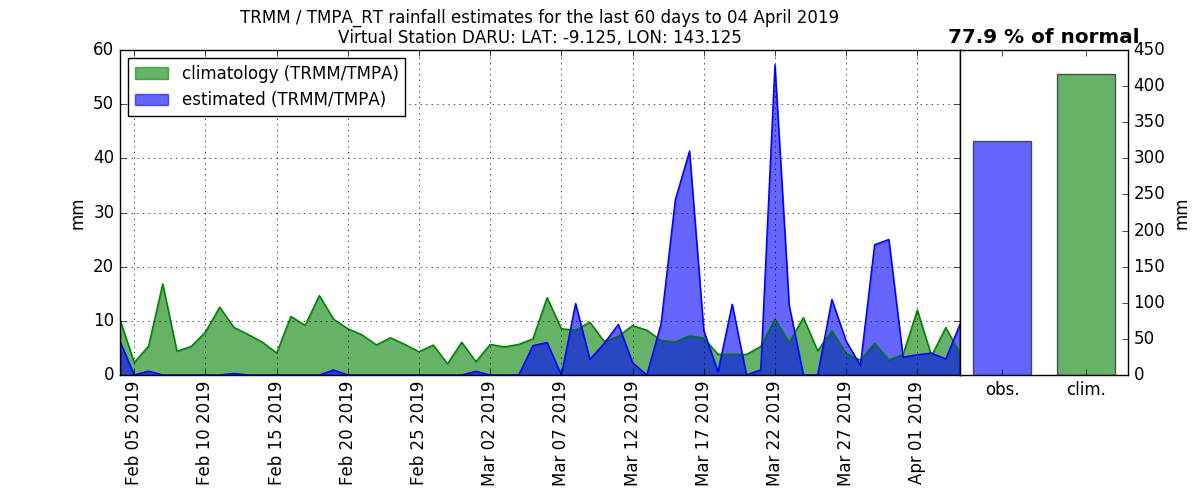 TRMM / TMPA_RT rainfall estimates for the last 60 days to 04 April 2019
Virtual Station DARU: LAT: -9.125, LON: 143.125
77.9 % of normal
climatology (TRMM/TMPA)
estimated (TRMM/TMPA)
60
50
40
30
20
10
0
mm
Feb 05 2019
Feb 10 2019
Feb 15 2019
Feb 20 2019
Feb 25 2019
Mar 02 2019
Mar 07 2019
Mar 12 2019
Mar 17 2019
Mar 22 2019
Mar 27 2019
Apr 01 2019
obs.
clim.
450
400
350
300
250
200
150
100
50
0
mm